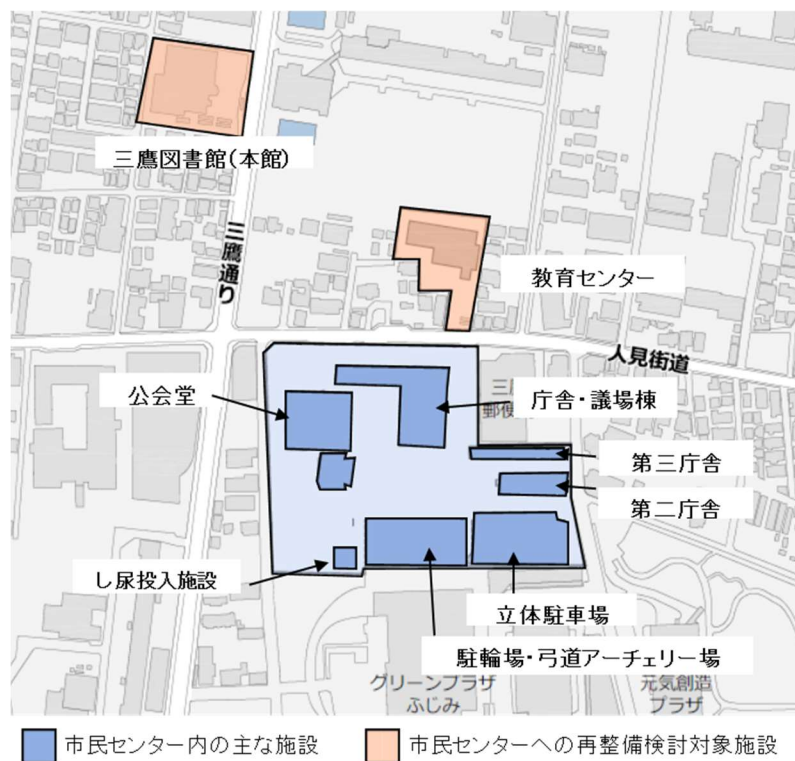 三鷹図書館(本館)
三鷹通り
教育センター
人見街道
公会堂
庁舎・議場棟
第三庁舎
第二庁舎
し尿投入施設
立体駐車場
駐輪場・弓道アーチェリー場
グリーンプラザ
ふじみ
元気創造
プラザ
市民センター内の主な施設
市民センターへの再整備検討対象施設